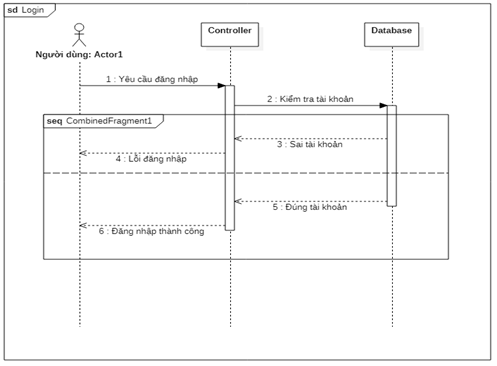 sd Login
Controller
Database
Người dùng: Actor1
1 : Yêu cầu đăng nhập
2 : Kiểm tra tài khoản
seq CombinedFragment1
3 : Sai tài khoản
4 : Lỗi đăng nhập
5 : Đúng tài khoản
6 : Đăng nhập thành công